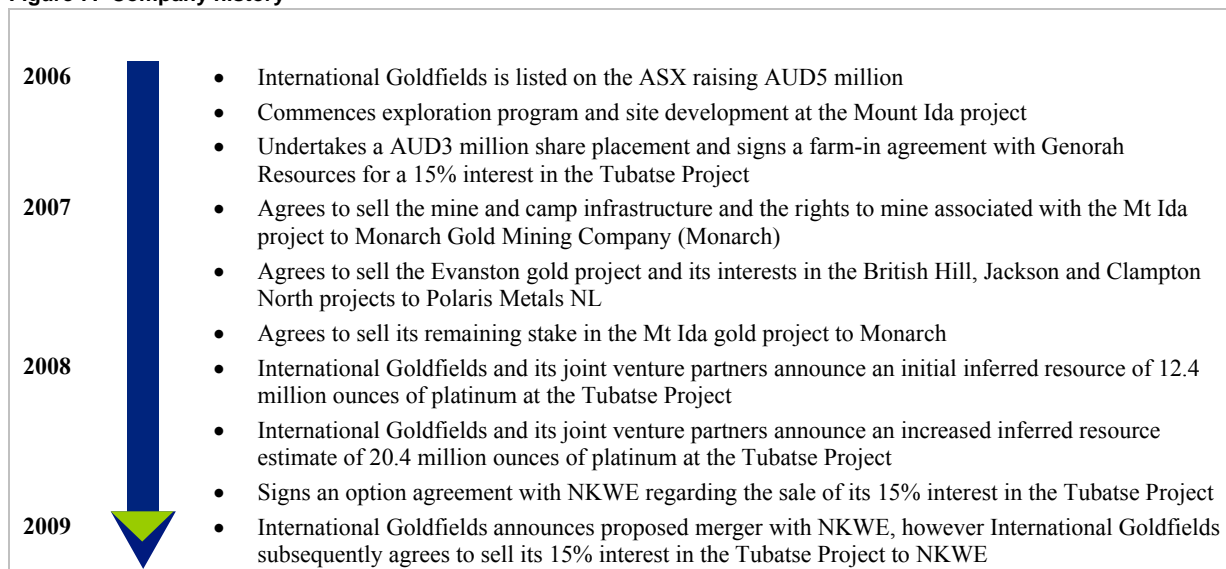 2006
• International Goldfields is listed on the ASX raising AUD5 million
• Commences exploration program and site development at the Mount Ida project
• Undertakes a AUD3 million share placement and signs a farm-in agreement with Genorah
Resources for a 15% interest in the Tubatse Project
2007
• Agrees to sell the mine and camp infrastructure and the rights to mine associated with the Mt Ida
project to Monarch Gold Mining Company (Monarch)
• Agrees to sell the Evanston gold project and its interests in the British Hill, Jackson and Clampton
North projects to Polaris Metals NL
• Agrees to sell its remaining stake in the Mt Ida gold project to Monarch
2008
• International Goldfields and its joint venture partners announce an initial inferred resource of 12.4
million ounces of platinum at the Tubatse Project
• International Goldfields and its joint venture partners announce an increased inferred resource
estimate of 20.4 million ounces of platinum at the Tubatse Project
• Signs an option agreement with NKWE regarding the sale of its 15% interest in the Tubatse Project
2009
• International Goldfields announces proposed merger with NKWE, however International Goldfields
subsequently agrees to sell its 15% interest in the Tubatse Project to NKWE